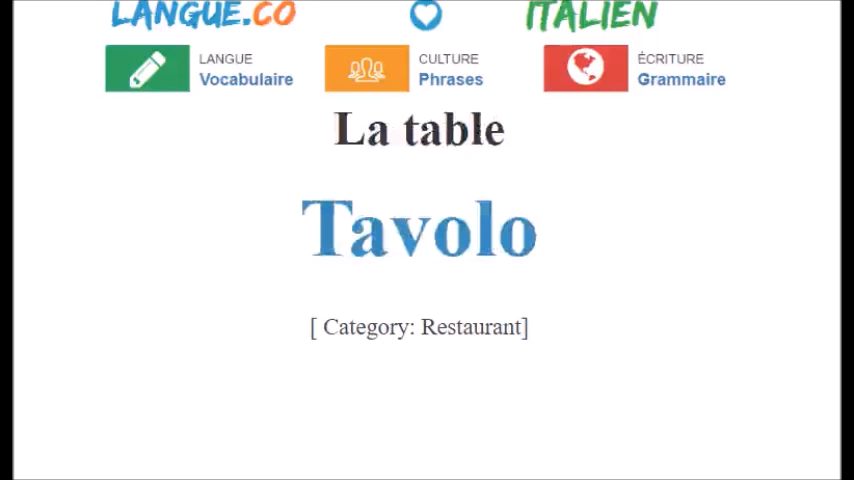 LANGUE.CO ITALIEN
LANGUE CULTURE ÉCRITURE
Vocabulaire Phrases Grammaire
La table
Tavolo
[ Category: Restaurant]